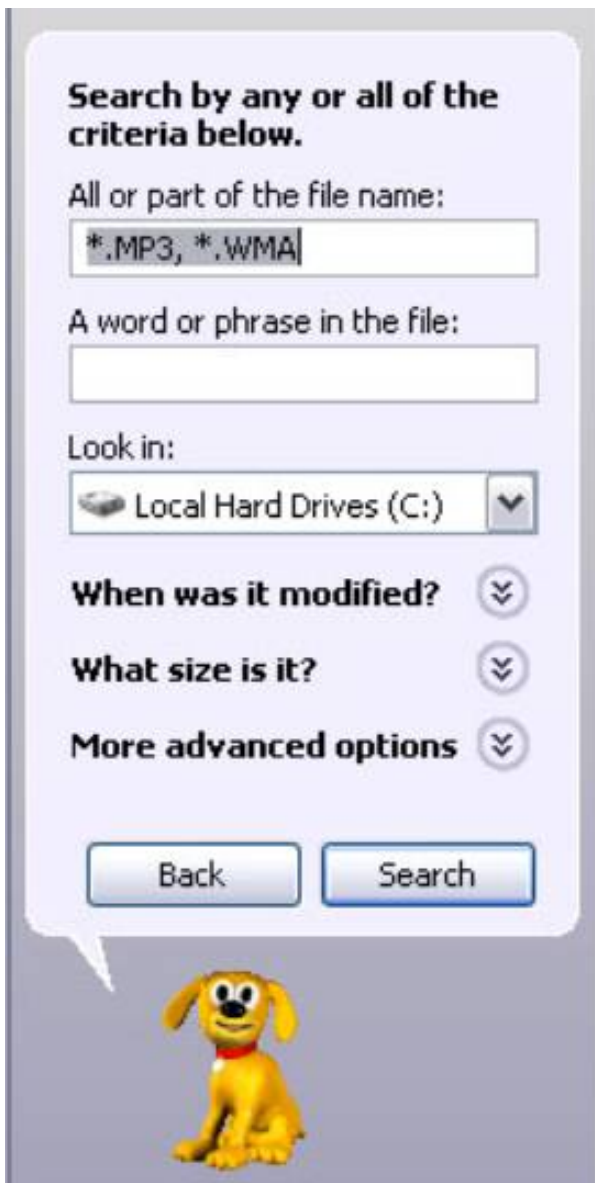 Search by any or all of the
criteria below.
All or part of the file name:
*.MP3, *.WMA
A word or phrase in the file:
Look in:
Local Hard Drives (C:)
When was it modified?
What size is it?
More advanced options
Back
Search